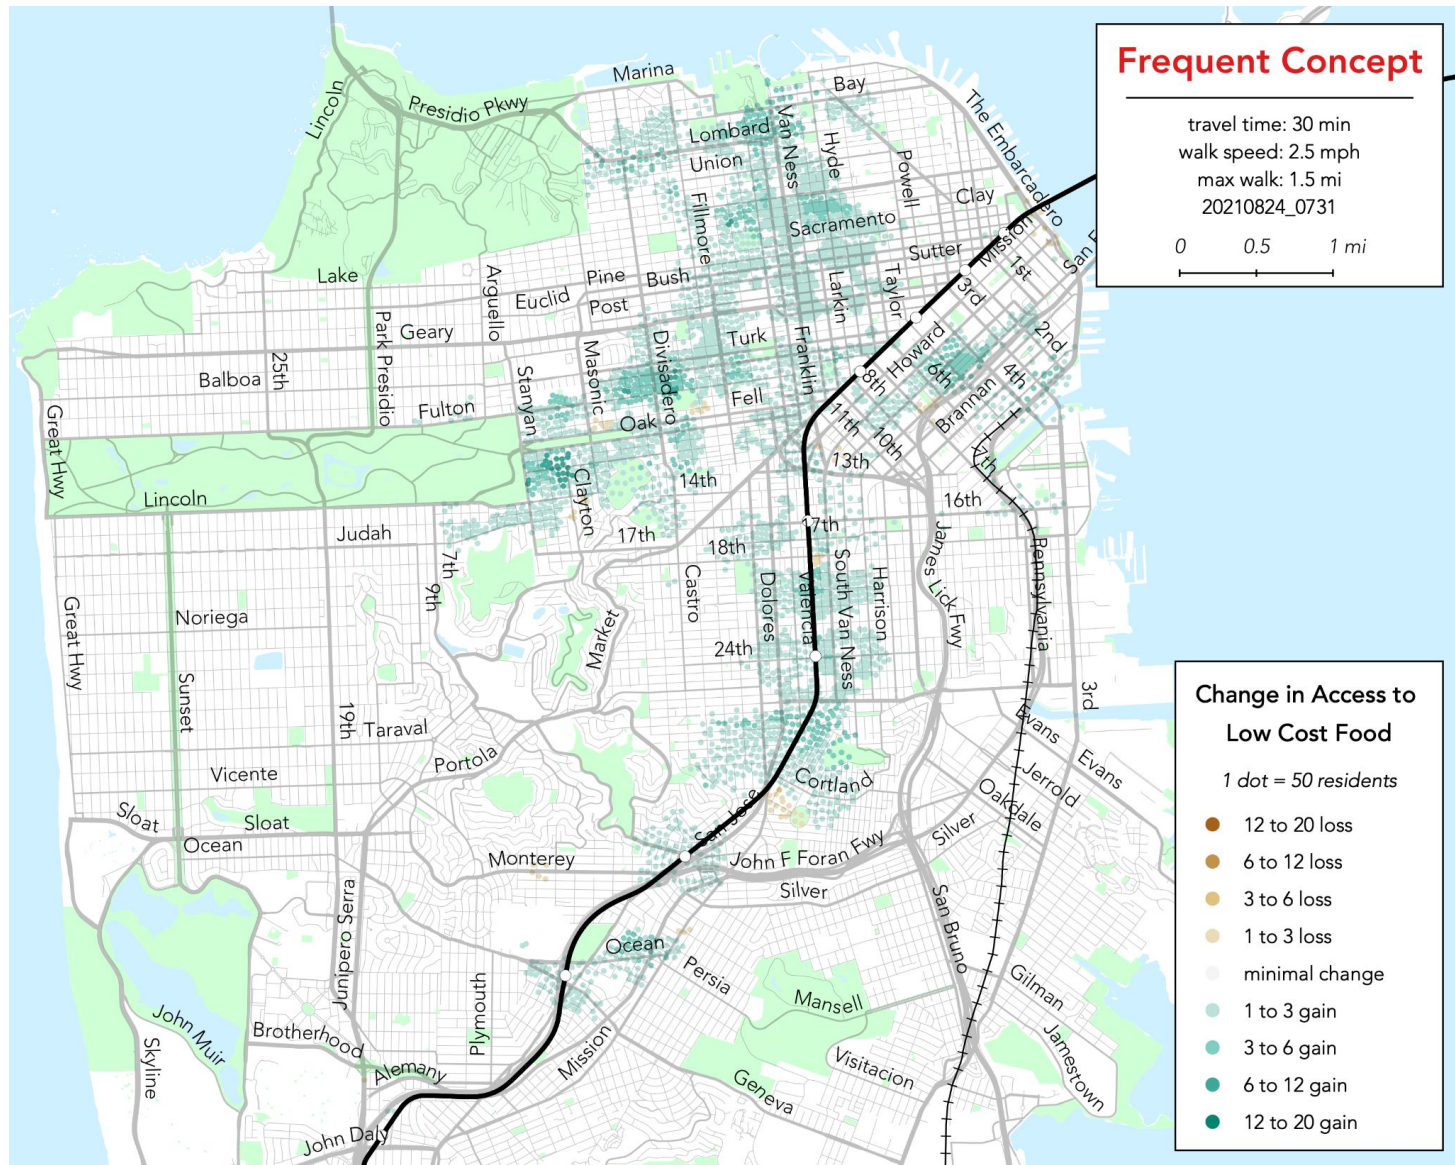 Frequent Concept
travel time: 30 min
walk speed: 2.5 mph
max walk: 1.5 mi
20210824_0731
0 0.5 1 mi
Marina
Bay
The Embarcadero
Lincoln
Presidio Pkwy
Lombard
Van Ness
Hyde
Union
Powell
Clay
Fillmore
Sacramento
Mission
San F
Sutter
1st
Lake
Arguello
Pine
Bush
Larkin
Taylor
3rd
Euclid
Post
Geary
Park Presidio
Turk
Franklin
Howard
2nd
25th
Balboa
Masonic
Divisadero
Stanyan
8th
6th
4th
Fulton
Fell
Brannan
Great Hwy
Oak
11th
10th
13th
7th
Lincoln
Clayton
14th
16th
Judah
17th
17th
18th
7th
9th
Castro
Dolores
Valencia
South Van Ness
Harrison
James Lick Fwy
Pennsylvania
Great Hwy
Noriega
Market
24th
Sunset
19th
Taraval
3rd
Evans
Portola
Vicente
Cortland
Jerrold
Evans
Oakdale
Sloat
Sloat
San Jose
Silver
Ocean
Monterey
John F Foran Fwy
Silver
Junipero Serra
San Bruno
Ocean
Persia
Plymouth
Mansell
Gilman
John Muir
Brotherhood
Skyline
Alemany
Mission
Visitacion
Jamestown
Geneva
John Daly
Change in Access to
Low Cost Food
1 dot = 50 residents
12 to 20 loss
6 to 12 loss
3 to 6 loss
1 to 3 loss
minimal change
1 to 3 gain
3 to 6 gain
6 to 12 gain
12 to 20 gain